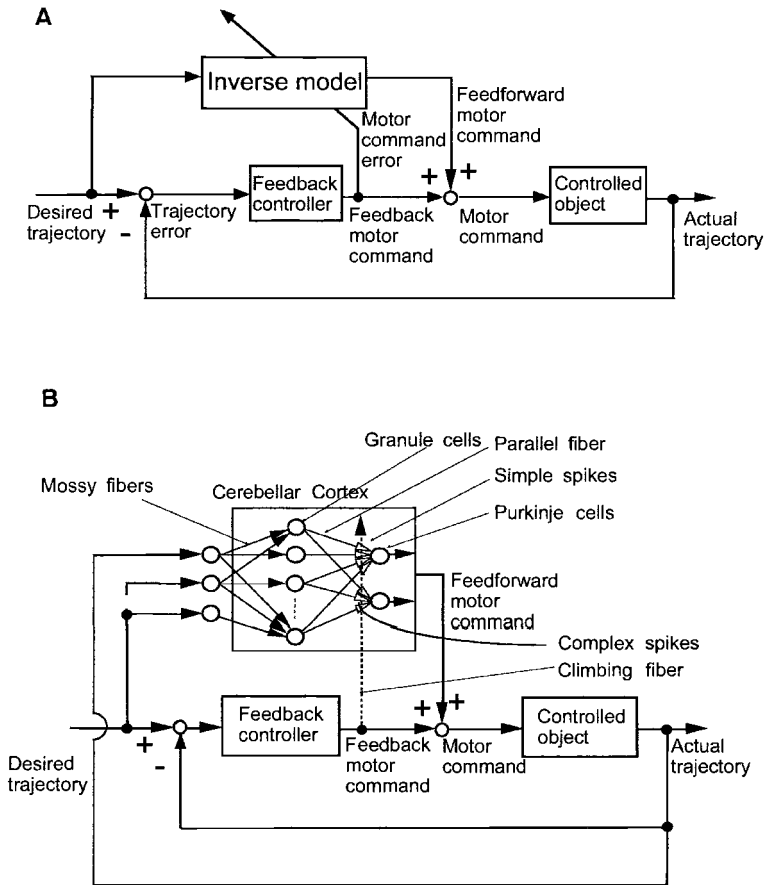 A
Inverse model
Feedforward
motor
command
Motor
command
error
+ +
Feedback
controller
Controlled
object
Desired
trajectory
+
-
Trajectory
error
Feedback
motor
command
Motor
command
Actual
trajectory
B
Granule cells
Parallel fiber
Mossy fibers
Cerebellar Cortex
Simple spikes
Purkinje cells
Feedforward
motor
command
Complex spikes
Climbing fiber
+ +
Feedback
controller
Controlled
object
Desired
trajectory
+
-
Feedback
motor
command
Motor
command
Actual
trajectory